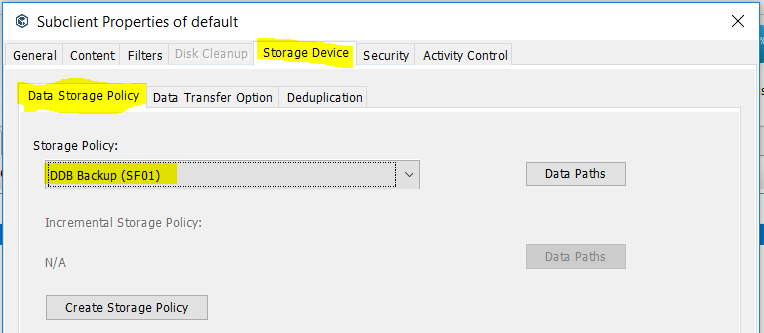 Subclient Properties of default
General Content Filters Disk Cleanup Storage Device Security Activity Control
Data Storage Policy Data Transfer Option Deduplication
Storage Policy:
DDB Backup (SF01) Data Paths
Incremental Storage Policy:
N/A Data Paths
Create Storage Policy